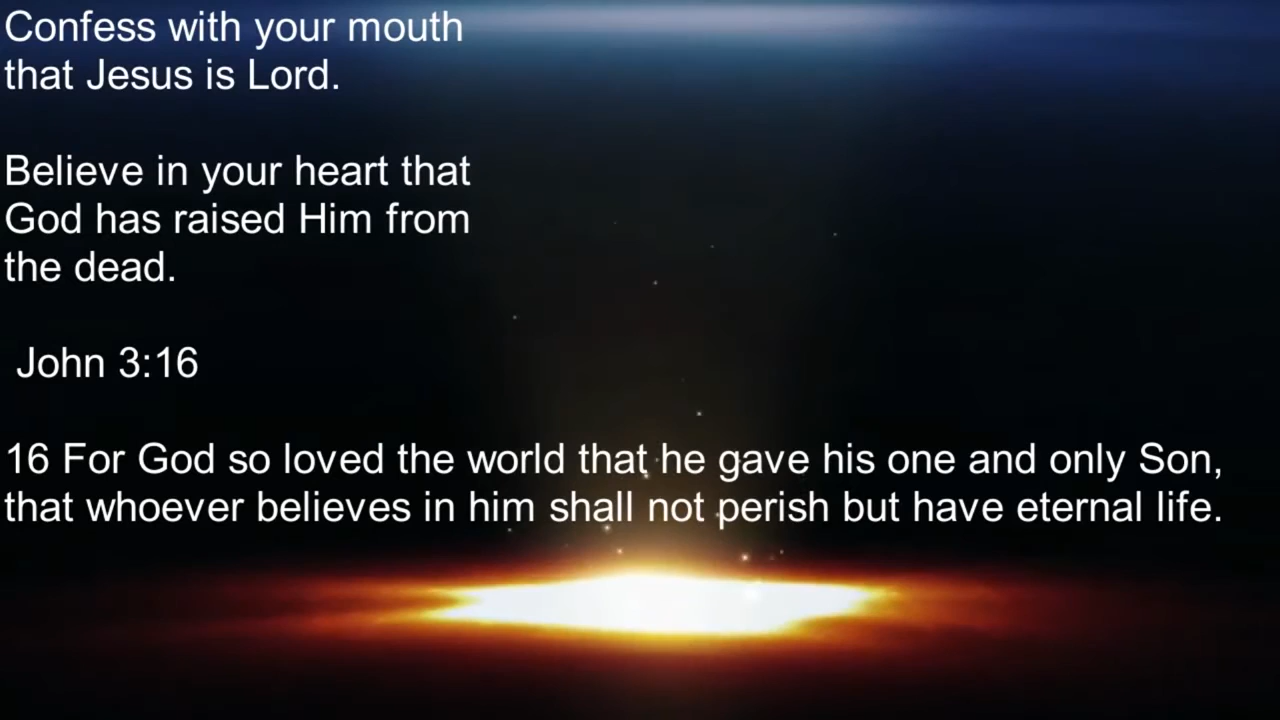 Confess with your mouth
that Jesus is Lord.
Believe in your heart that
God has raised Him from
the dead.
John 3:16
16 For God so loved the world that he gave his one and only Son,
that whoever believes in him shall not perish but have eternal life.